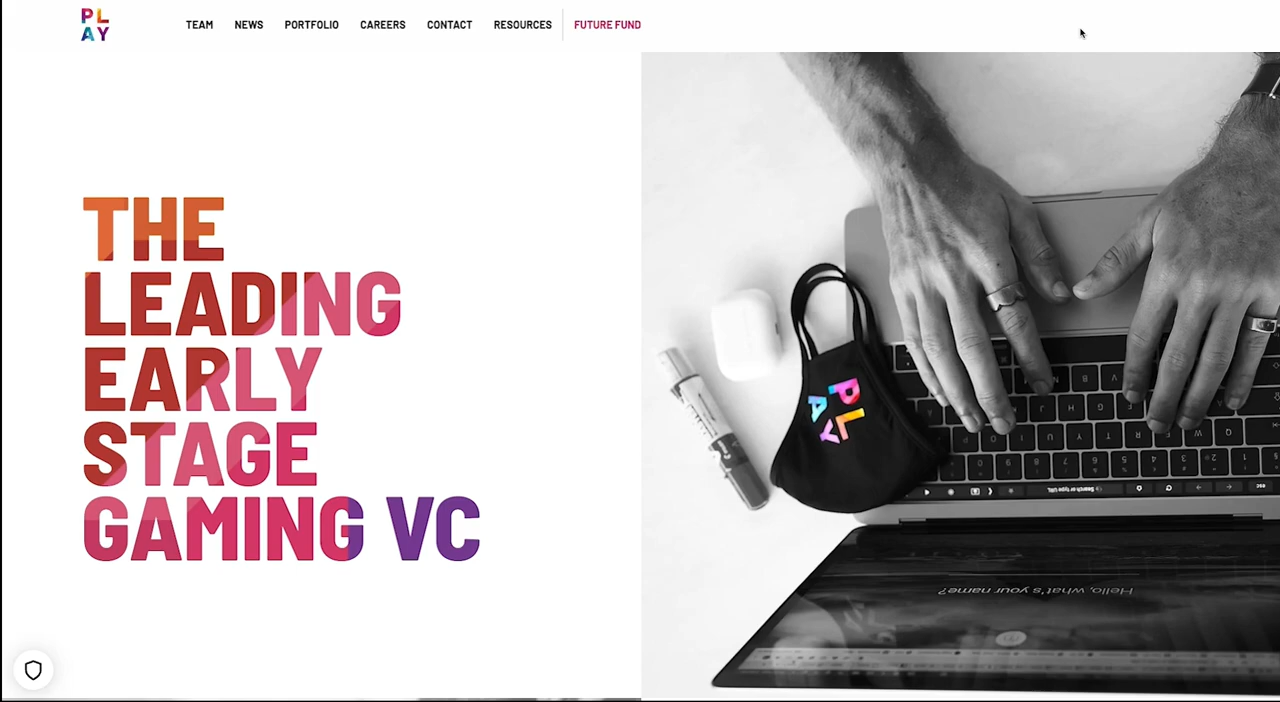 PL
AY
TEAM NEWS PORTFOLIO CAREERS CONTACT RESOURCES FUTURE FUND
THE
LEADING
EARLY
STAGE
GAMING VC
PL
AY
Hello, what's your name?